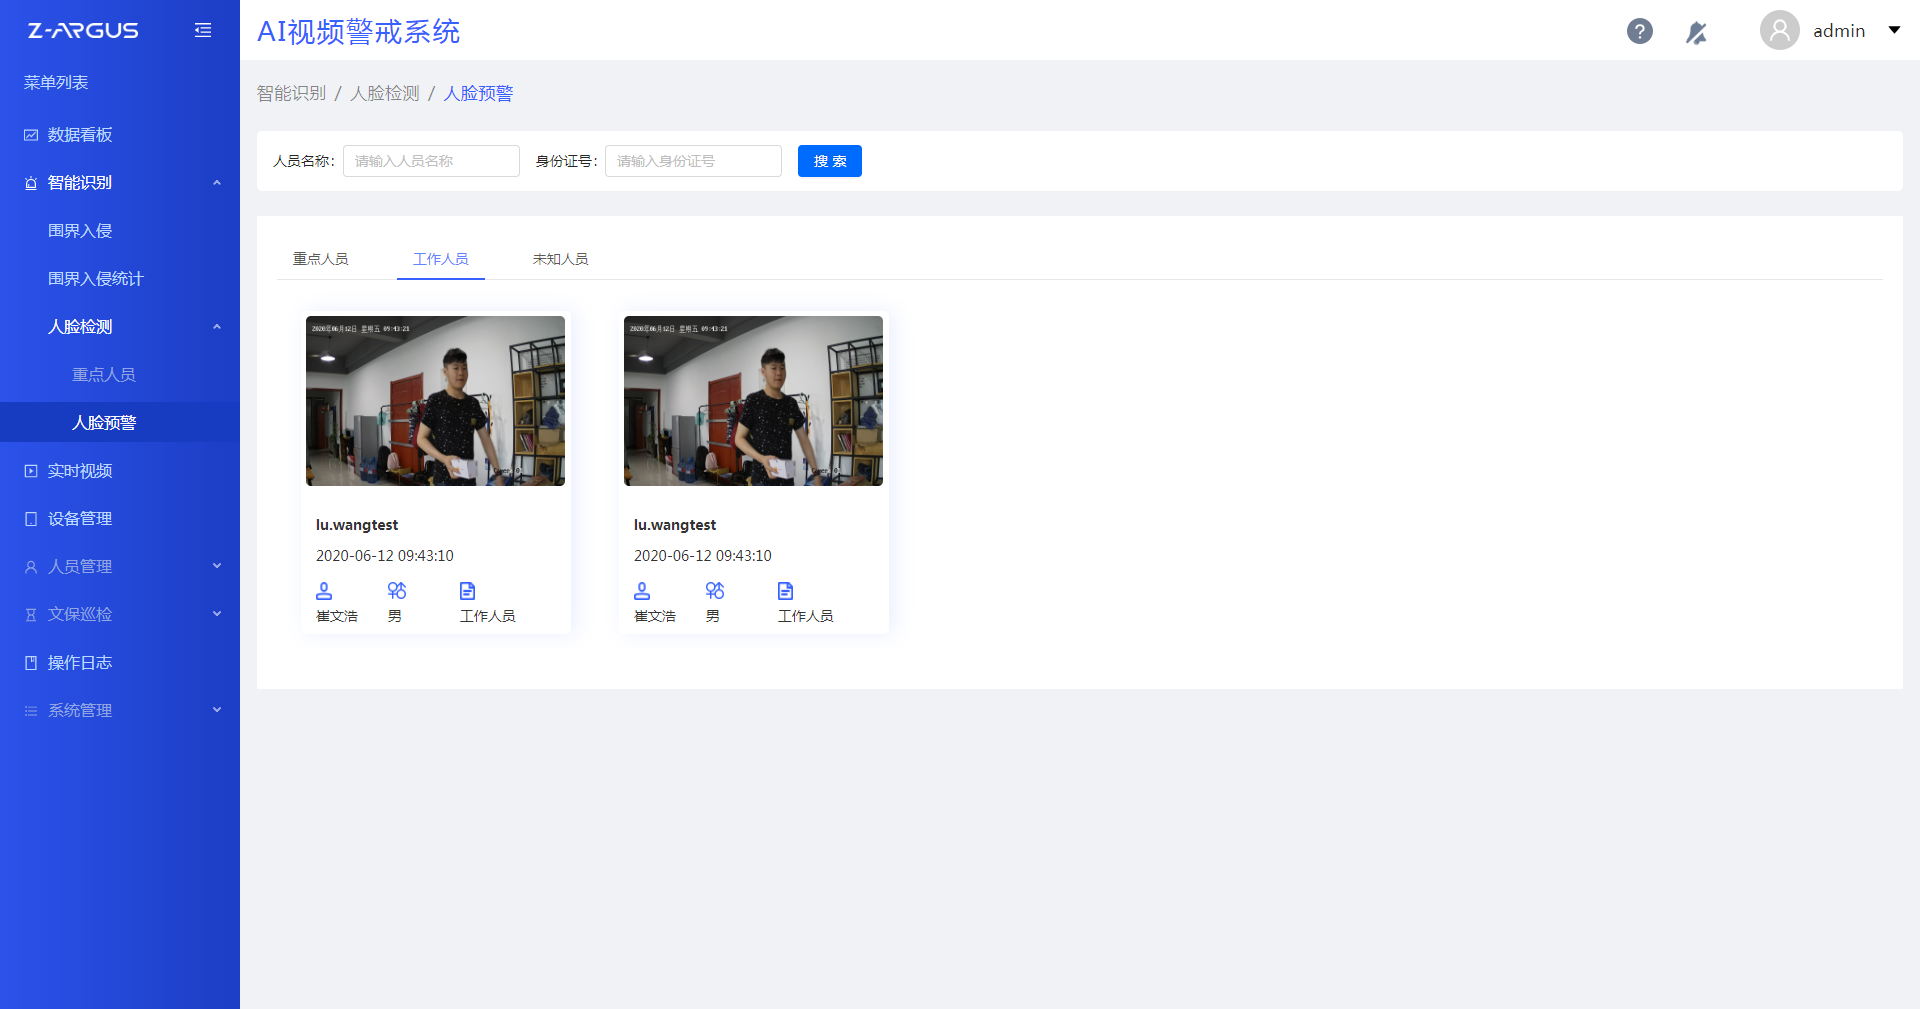 Z-ARGUS
AI视频警戒系统
?
admin
菜单列表
数据看板
智能识别
围界入侵
围界入侵统计
人脸检测
重点人员
人脸预警
实时视频
设备管理
人员管理
文保巡检
操作日志
系统管理
智能识别 / 人脸检测 / 人脸预警
人员名称: 请输入人员名称 身份证号: 请输入身份证号 搜 索
重点人员 工作人员 未知人员
2020年06月12日 星期五 09:43:21
lu.wangtest
2020-06-12 09:43:10
崔文浩 男 工作人员
2020年06月12日 星期五 09:43:21
lu.wangtest
2020-06-12 09:43:10
崔文浩 男 工作人员